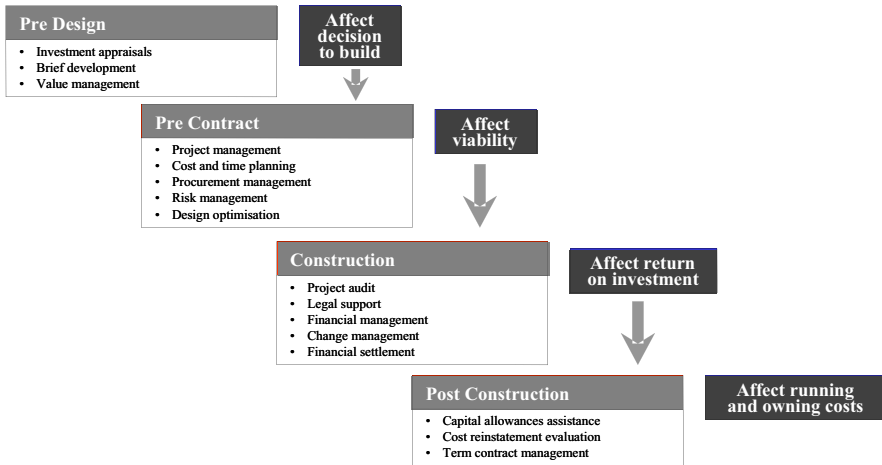 Pre Design
• Investment appraisals
• Brief development
• Value management
Affect
decision
to build
Pre Contract
• Project management
• Cost and time planning
• Procurement management
• Risk management
• Design optimisation
Affect
viability
Construction
• Project audit
• Legal support
• Financial management
• Change management
• Financial settlement
Affect return
on investment
Post Construction
• Capital allowances assistance
• Cost reinstatement evaluation
• Term contract management
Affect running
and owning costs